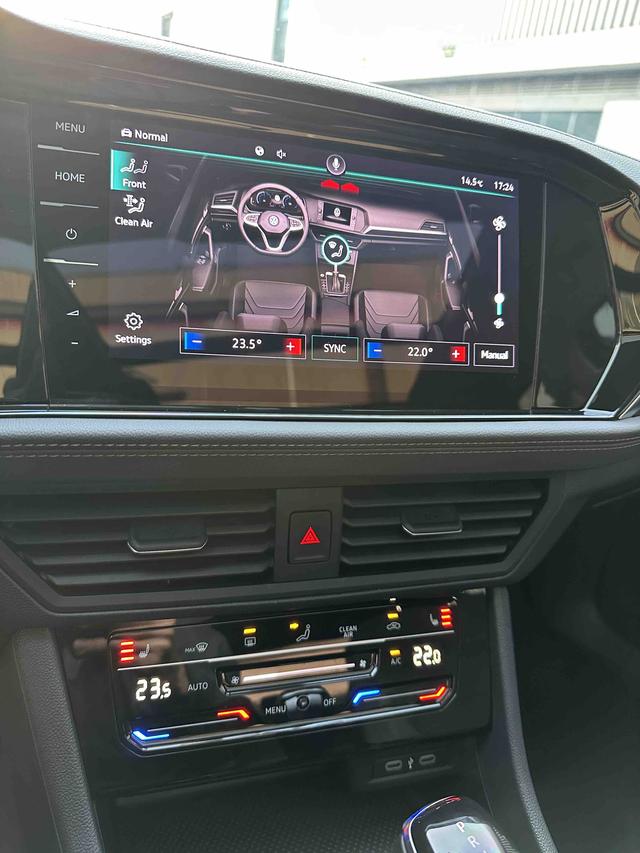 MENU
HOME
Normal
14.5°C
17:24
Front
Clean Air
Settings
23.5°
SYNC
22.0°
Manual
MAX
CLEAN
AIR
A/C
23.5
AUTO
22.0
MENU
OFF
P
R